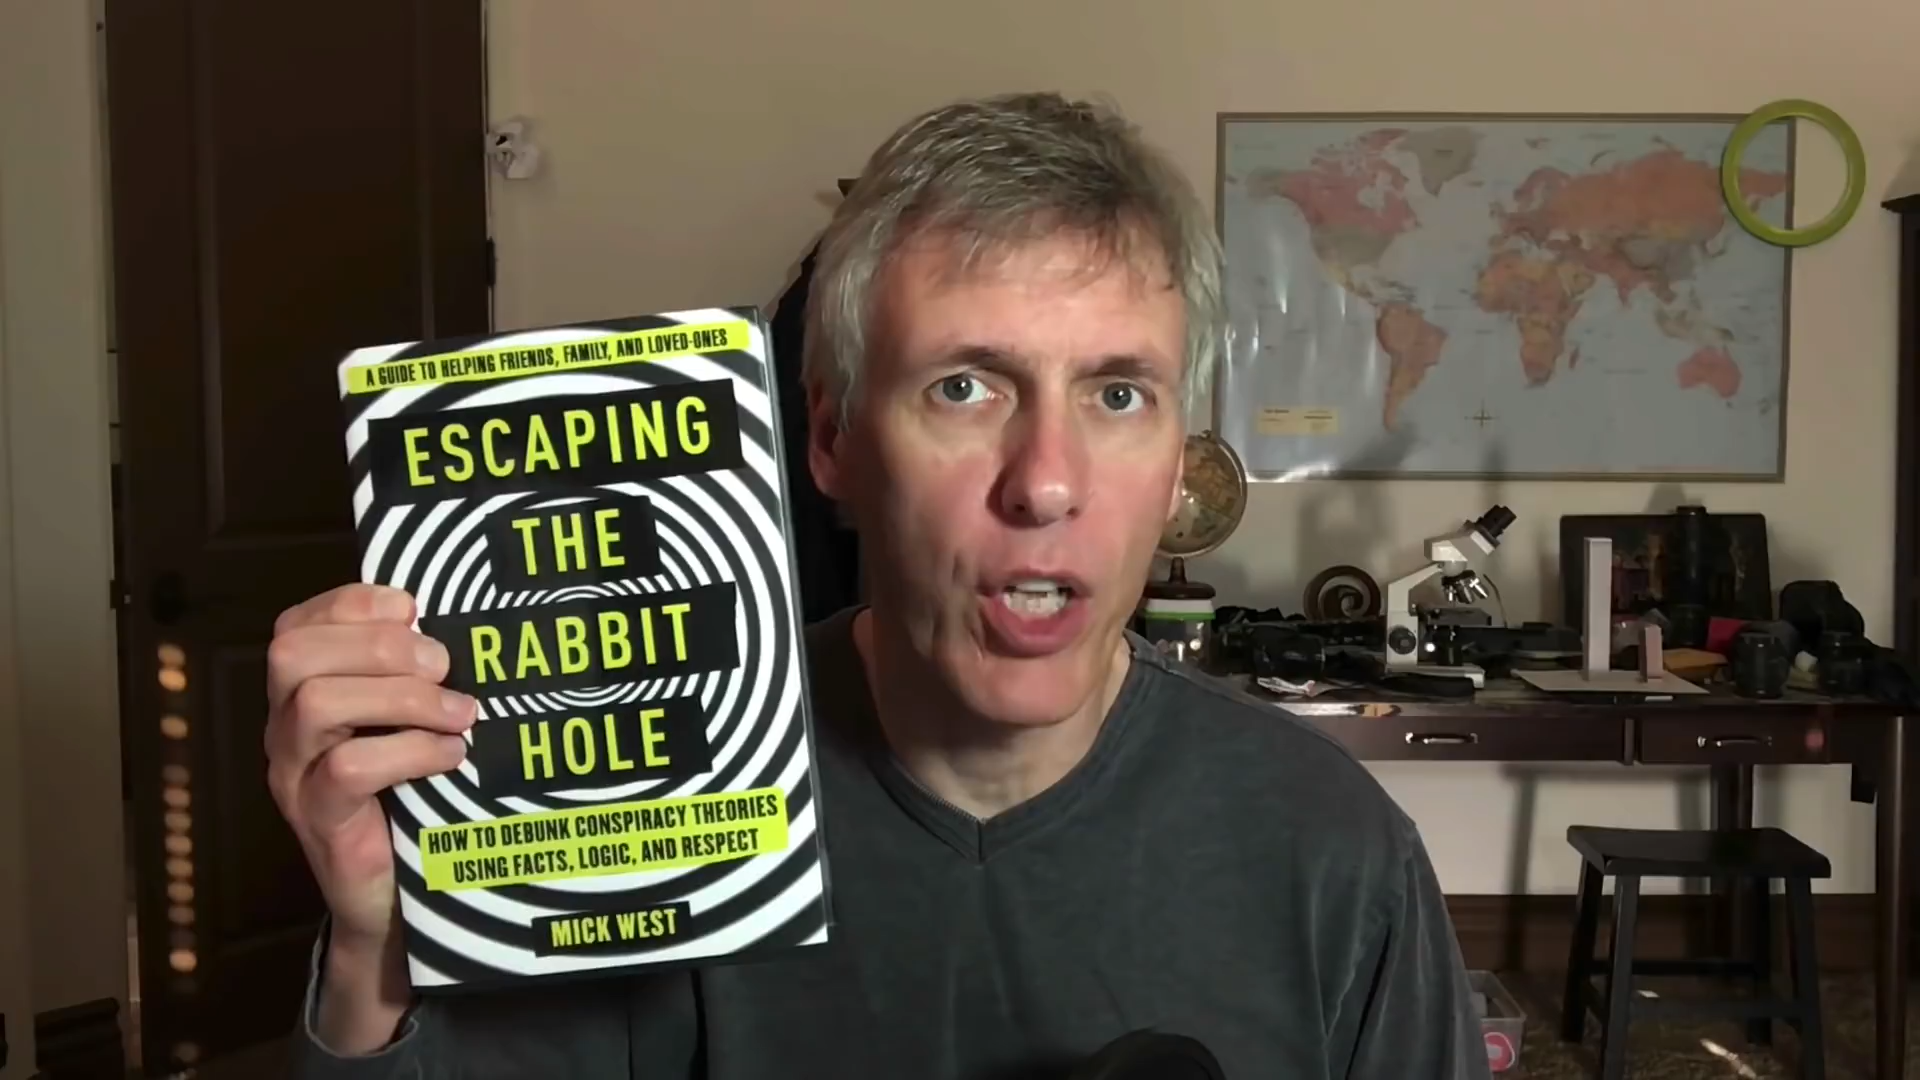 A GUIDE TO HELPING FRIENDS, FAMILY, AND LOVED-ONES
ESCAPING
THE
RABBIT
HOLE
HOW TO DEBUNK CONSPIRACY THEORIES
USING FACTS, LOGIC, AND RESPECT
MICK WEST